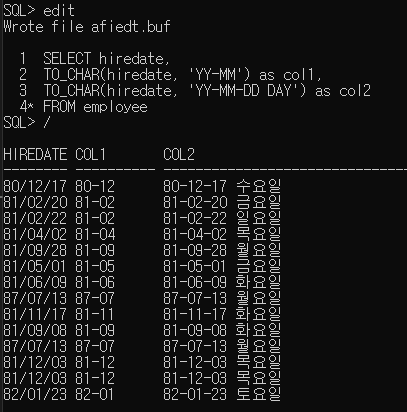 SQL> edit
Wrote file afiedt.buf
1 SELECT hiredate,
2 TO_CHAR(hiredate, 'YY-MM') as col1,
3 TO_CHAR(hiredate, 'YY-MM-DD DAY') as col2
4* FROM employee
SQL> /
HIREDATE COL1 COL2
-------- ---------- --------------------------------
80/12/17 80-12 80-12-17 수요일
81/02/20 81-02 81-02-20 금요일
81/02/22 81-02 81-02-22 일요일
81/04/02 81-04 81-04-02 목요일
81/09/28 81-09 81-09-28 월요일
81/05/01 81-05 81-05-01 금요일
81/06/09 81-06 81-06-09 화요일
87/07/13 87-07 87-07-13 월요일
81/11/17 81-11 81-11-17 화요일
81/09/08 81-09 81-09-08 화요일
87/07/13 87-07 87-07-13 월요일
81/12/03 81-12 81-12-03 목요일
81/12/03 81-12 81-12-03 목요일
82/01/23 82-01 82-01-23 토요일